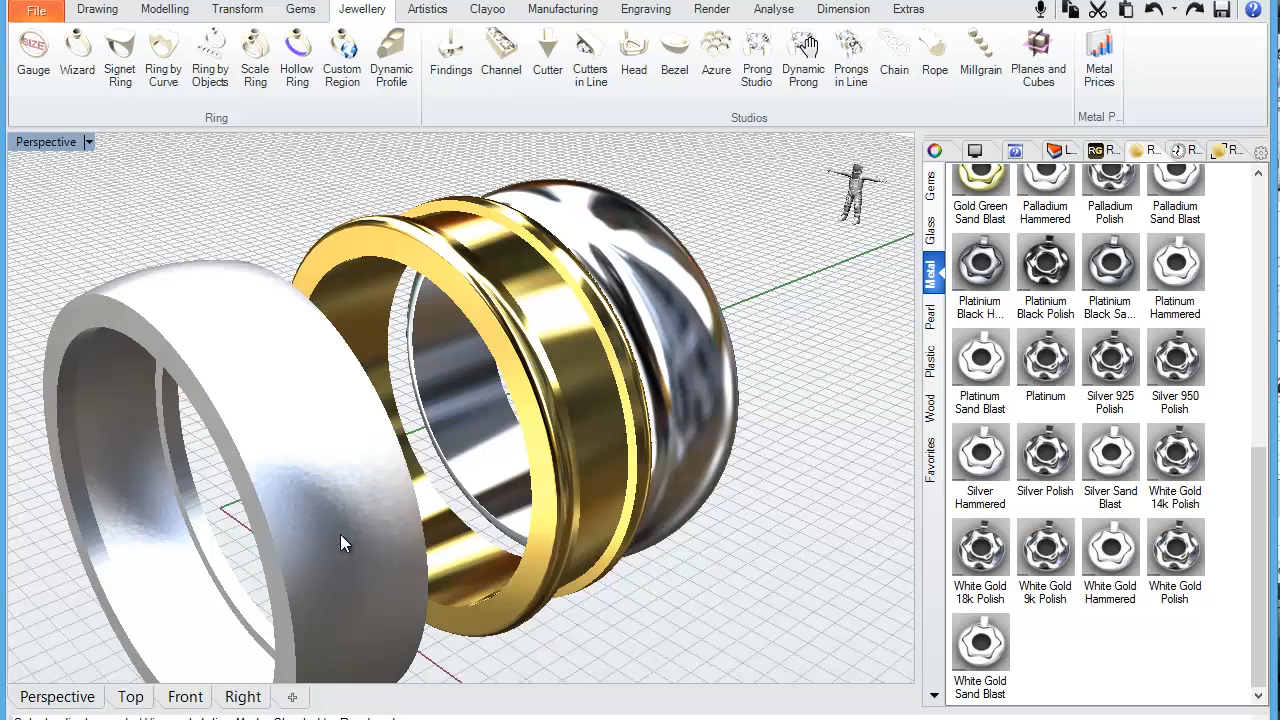 File Drawing Modelling Transform Gems Jewellery Artistics Clayoo Manufacturing Engraving Render Analyse Dimension Extras
SIZE
Gauge Wizard Signet Ring Ring by Curve Ring by Objects Scale Ring Hollow Ring Custom Region Dynamic Profile Findings Channel Cutter Cutters in Line Head Bezel Azure Prong Studio Dynamic Prong Prongs in Line Chain Rope Millgrain Planes and Cubes Metal Prices
Ring Studios Metal P...
Perspective
L... RG R... R... R... R...
Gems
Glass
Metal
Pearl
Plastic
Wood
Favorites
Gold Green Sand Blast
Palladium Hammered
Palladium Polish
Palladium Sand Blast
Platinium Black H...
Platinium Black Polish
Platinium Black Sa...
Platinum Hammered
Platinum Sand Blast
Platinum
Silver 925 Polish
Silver 950 Polish
Silver Hammered
Silver Polish
Silver Sand Blast
White Gold 14k Polish
White Gold 18k Polish
White Gold 9k Polish
White Gold Hammered
White Gold Polish
White Gold Sand Blast
Perspective Top Front Right